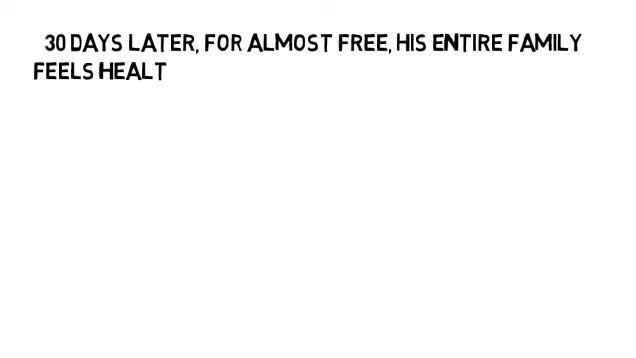 30 DAYS LATER, FOR ALMOST FREE, HIS ENTIRE FAMILY
FEELS HEALT